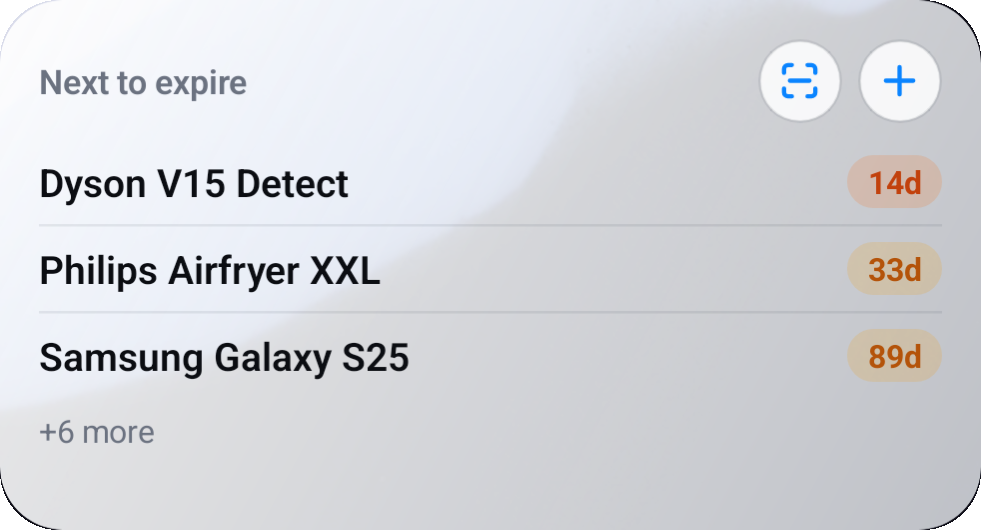 Next to expire
Dyson V15 Detect 14d
Philips Airfryer XXL 33d
Samsung Galaxy S25 89d
+6 more